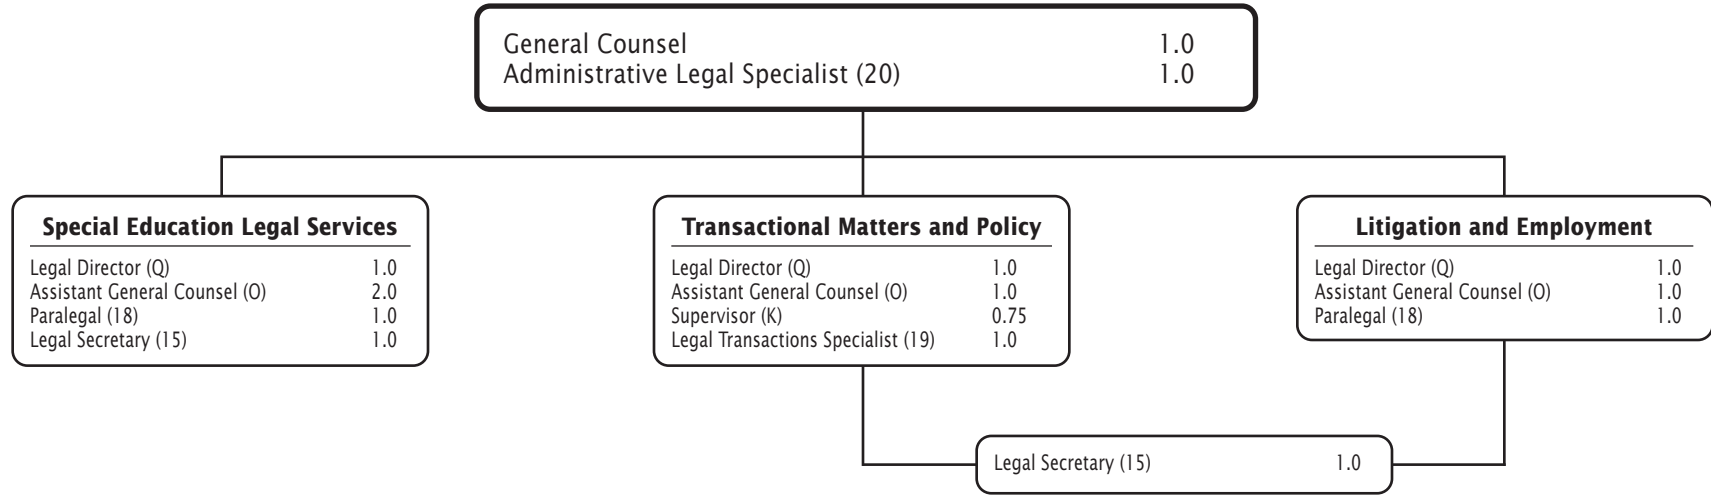 General Counsel 1.0
Administrative Legal Specialist (20) 1.0
Special Education Legal Services
Legal Director (Q) 1.0
Assistant General Counsel (O) 2.0
Paralegal (18) 1.0
Legal Secretary (15) 1.0
Transactional Matters and Policy
Legal Director (Q) 1.0
Assistant General Counsel (O) 1.0
Supervisor (K) 0.75
Legal Transactions Specialist (19) 1.0
Litigation and Employment
Legal Director (Q) 1.0
Assistant General Counsel (O) 1.0
Paralegal (18) 1.0
Legal Secretary (15) 1.0